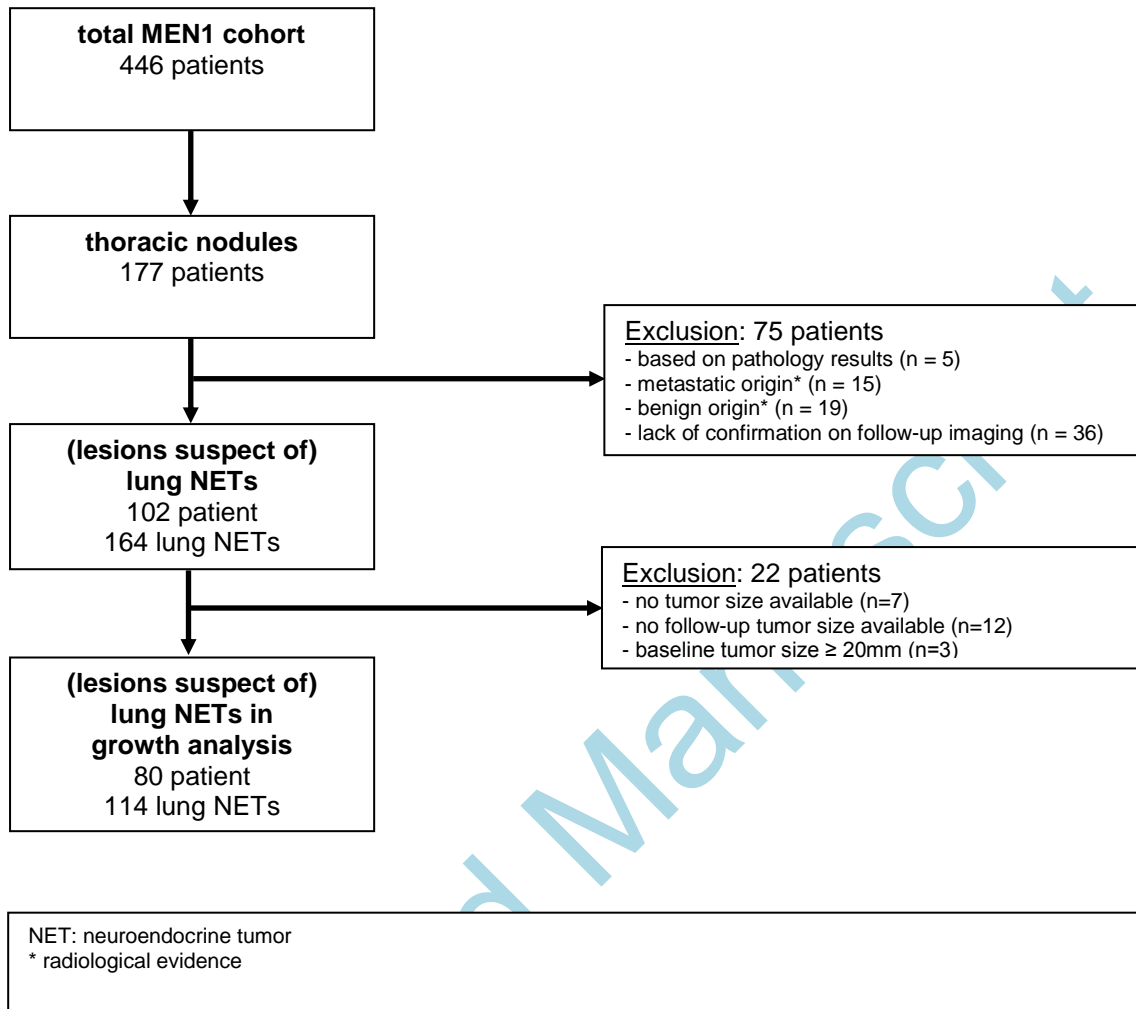 total MEN1 cohort
446 patients
thoracic nodules
177 patients
Exclusion: 75 patients
- based on pathology results (n = 5)
- metastatic origin* (n = 15)
- benign origin* (n = 19)
- lack of confirmation on follow-up imaging (n = 36)
(lesions suspect of)
lung NETs
102 patient
164 lung NETs
Exclusion: 22 patients
- no tumor size available (n=7)
- no follow-up tumor size available (n=12)
- baseline tumor size ≥ 20mm (n=3)
(lesions suspect of)
lung NETs in
growth analysis
80 patient
114 lung NETs
NET: neuroendocrine tumor
* radiological evidence